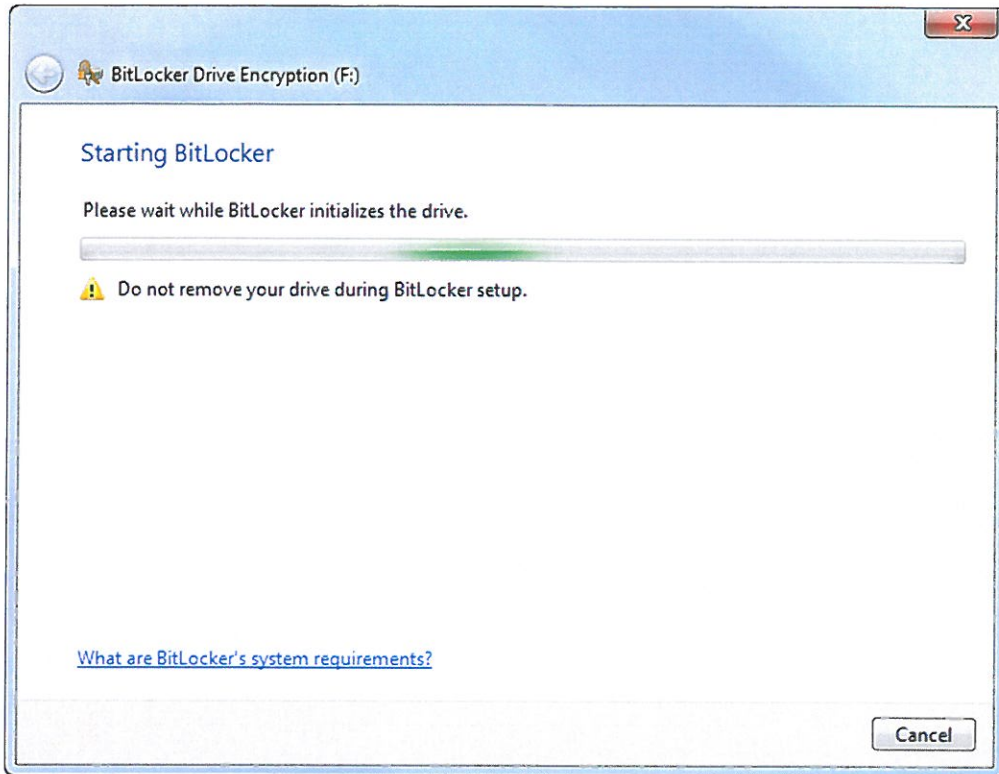 BitLocker Drive Encryption (F:)
Starting BitLocker
Please wait while BitLocker initializes the drive.
Do not remove your drive during BitLocker setup.
What are BitLocker's system requirements?
Cancel